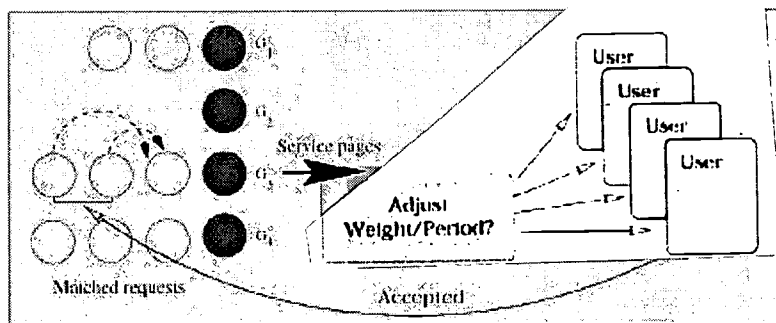 G1
User
User
G2
User
Service pages
User
G3
Adjust
Weight/Period?
G4
Matched requests
Accepted